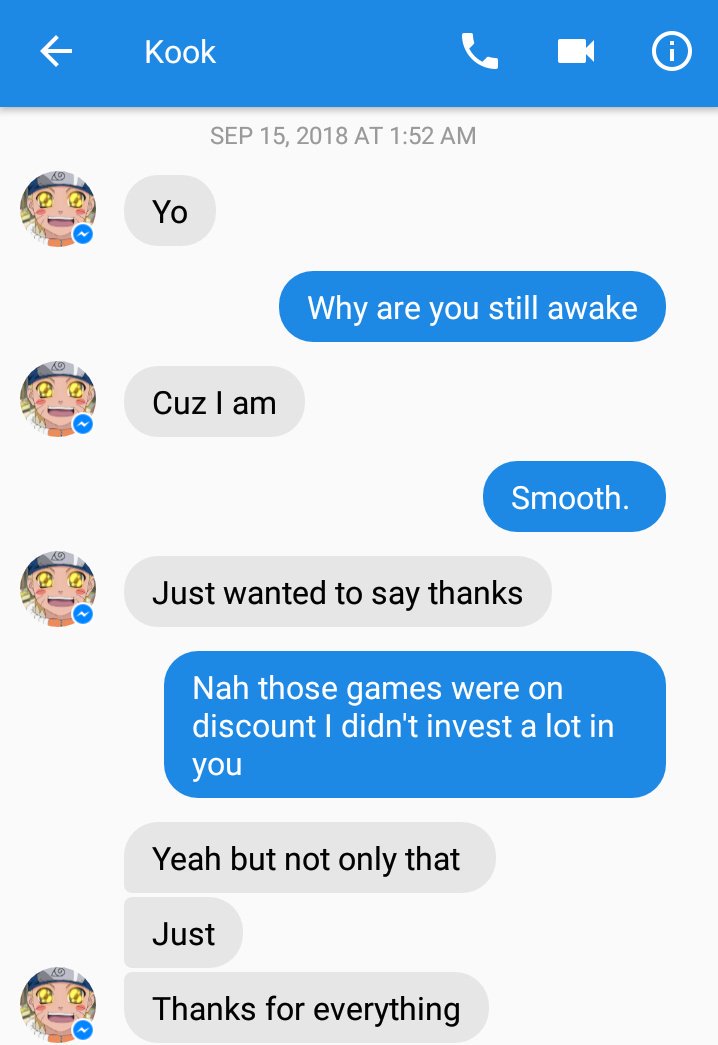 Kook
SEP 15, 2018 AT 1:52 AM
Yo
Why are you still awake
Cuz I am
Smooth.
Just wanted to say thanks
Nah those games were on
discount I didn't invest a lot in
you
Yeah but not only that
Just
Thanks for everything